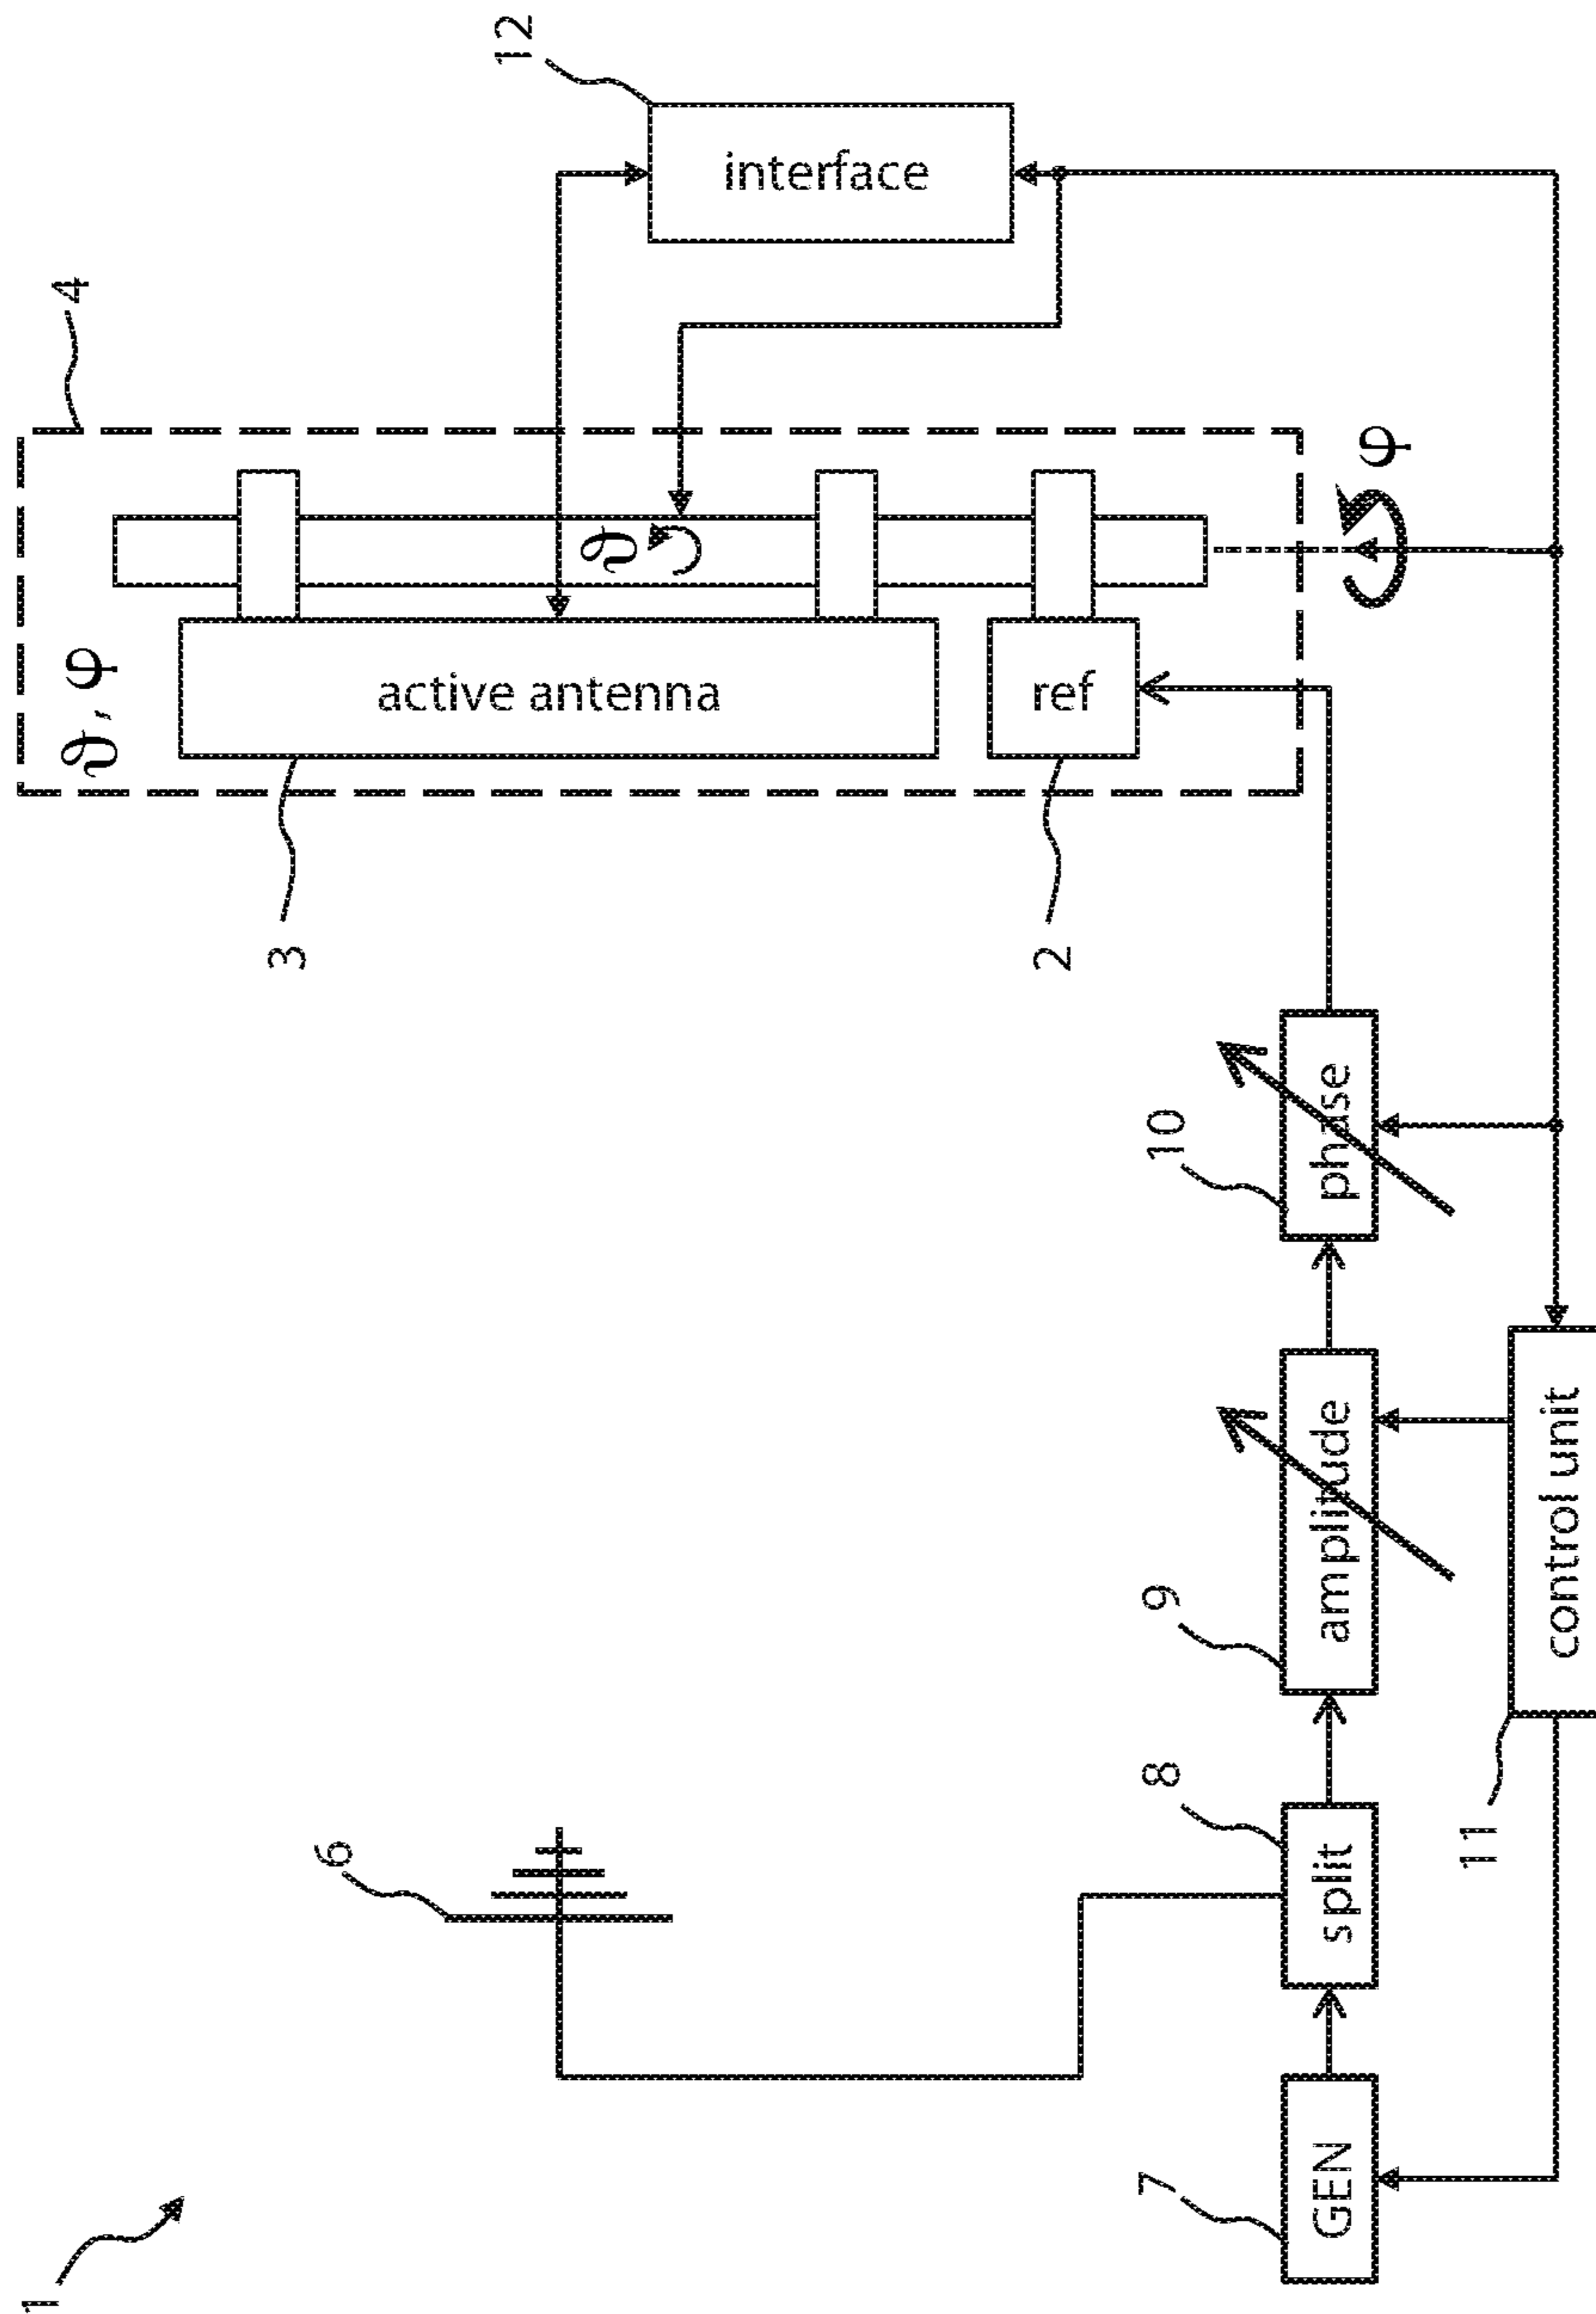 12
interface
4
ϑ, φ
ϑ
φ
active antenna
ref
3
2
10
phase
9
amplitude
control unit
11
8
split
6
7
GEN
1